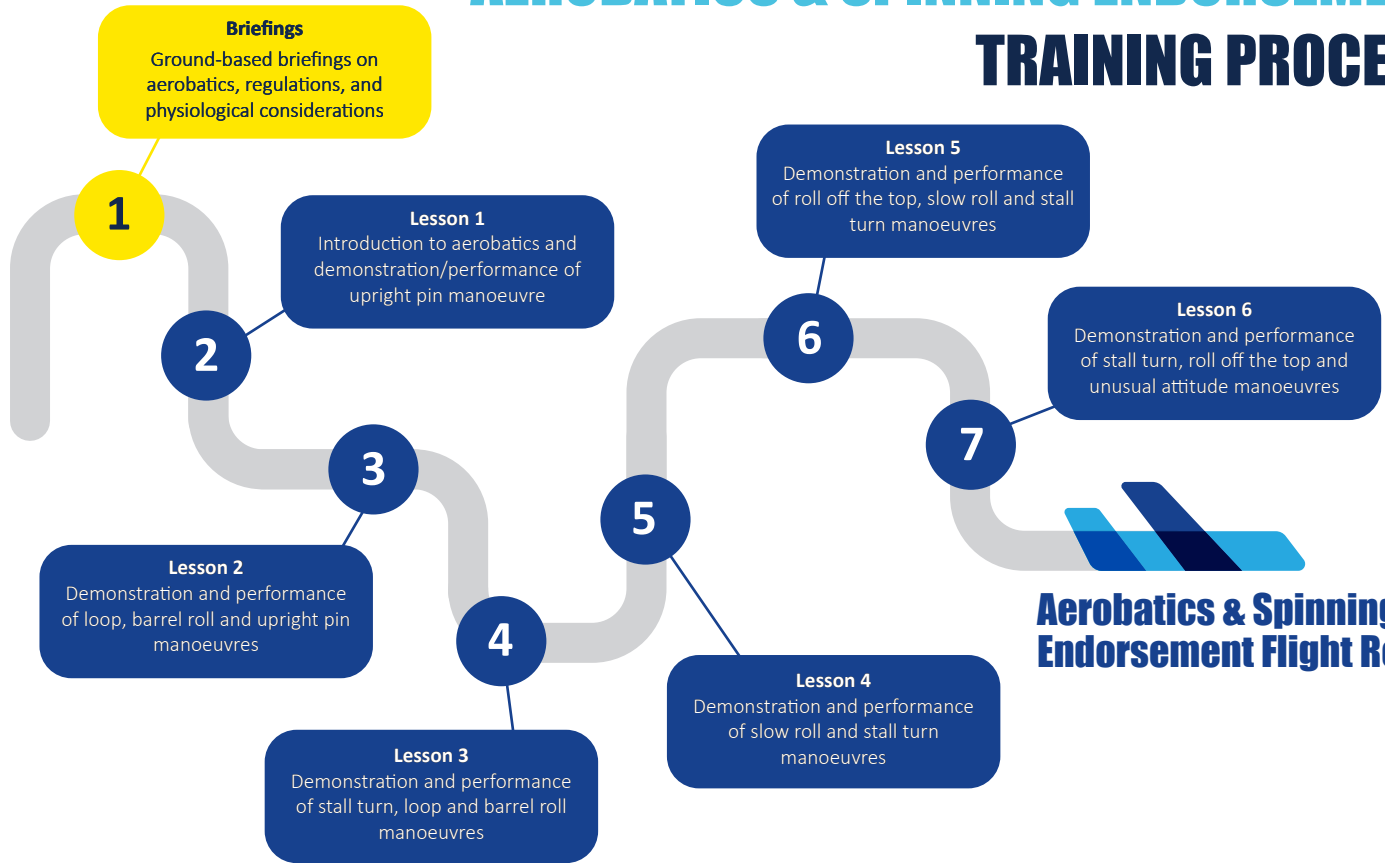 AEROBATICS & SPINNING
TRAINING
Briefings
Ground-based briefings on
aerobatics, regulations, and
physiological considerations
1
Lesson 1
Introduction to aerobatics and
demonstration/performance of
upright pin manoeuvre
2
3
Lesson 2
Demonstration and performance
of loop, barrel roll and upright pin
manoeuvres
4
Lesson 3
Demonstration and performance
of stall turn, loop and barrel roll
manoeuvres
5
Lesson 4
Demonstration and performance
of slow roll and stall turn
manoeuvres
Lesson 5
Demonstration and performance
of roll off the top, slow roll and stall
turn manoeuvres
6
Lesson 6
Demonstration and performance
of stall turn, roll off the top and
unusual attitude manoeuvres
7
Aerobatics & Spinning
Endorsement Flight